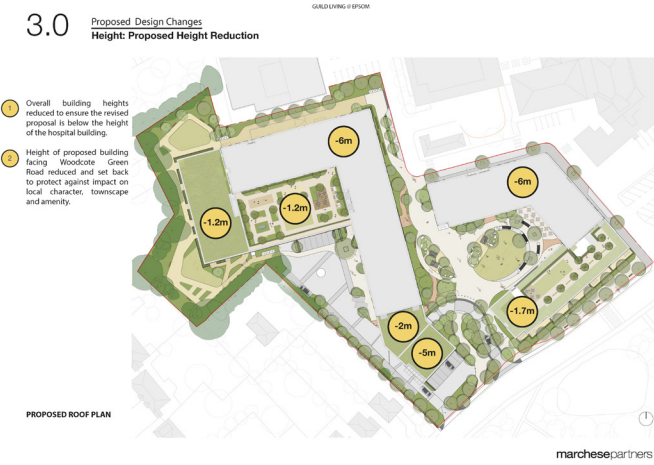 GUILD LIVING @ EPSOM
3.0
Proposed Design Changes
Height: Proposed Height Reduction
1
Overall building heights
reduced to ensure the revised
proposal is below the height
of the hospital building.
2
Height of proposed building
facing Woodcote Green
Road reduced and set back
to protect against impact on
local character, townscape
and amenity.
-6m
-6m
-1.2m
-1.2m
-1.7m
-2m
-5m
PROPOSED ROOF PLAN
marchesepartners